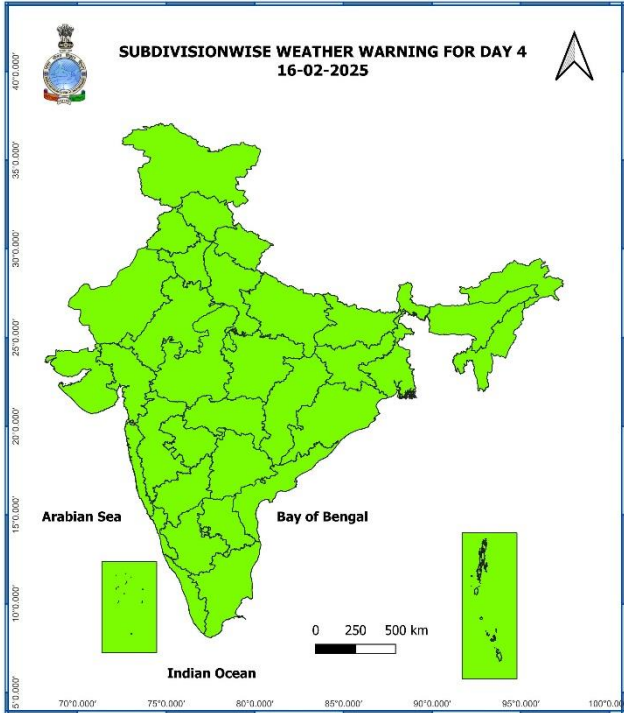 SUBDIVISIONWISE WEATHER WARNING FOR DAY 4
16-02-2025
40°0.000'
35°0.000'
30°0.000'
25°0.000'
20°0.000'
15°0.000'
10°0.000'
5°0.000'
Arabian Sea
Bay of Bengal
0 250 500 km
Indian Ocean
70°0.000' 75°0.000' 80°0.000' 85°0.000' 90°0.000' 95°0.000' 100°0.0